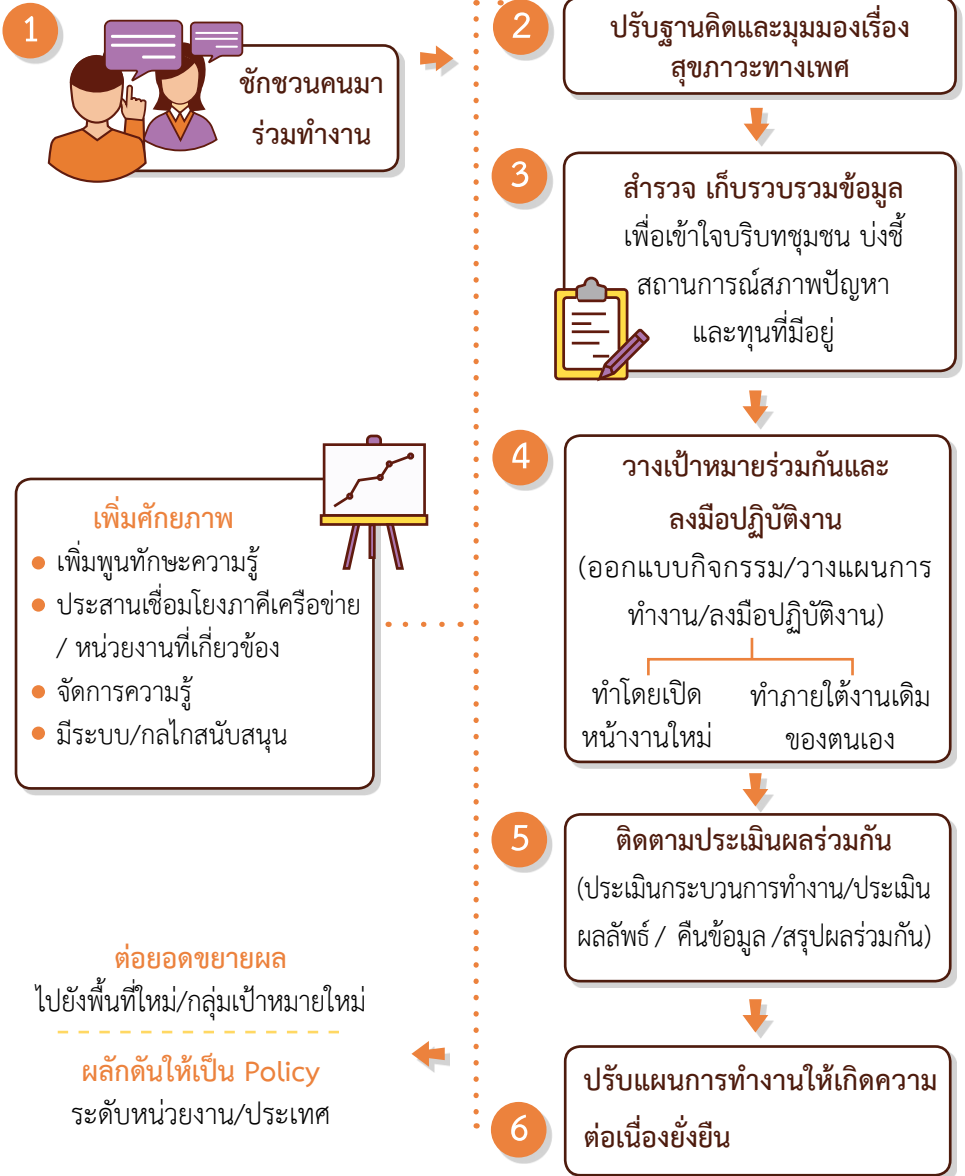 1
ชักชวนคนมา
ร่วมทำงาน
2
ปรับฐานคิดและมุมมองเรื่อง
สุขภาวะทางเพศ
3
สำรวจ เก็บรวบรวมข้อมูล
เพื่อเข้าใจบริบทชุมชน บ่งชี้
สถานการณ์สภาพปัญหา
และทุนที่มีอยู่
4
วางเป้าหมายร่วมกันและ
ลงมือปฏิบัติงาน
(ออกแบบกิจกรรม/วางแผนการ
ทำงาน/ลงมือปฏิบัติงาน)
ทำโดยเปิด
หน้างานใหม่
ทำภายใต้งานเดิม
ของตนเอง
เพิ่มศักยภาพ
เพิ่มพูนทักษะความรู้
ประสานเชื่อมโยงภาคีเครือข่าย
/ หน่วยงานที่เกี่ยวข้อง
จัดการความรู้
มีระบบ/กลไกสนับสนุน
5
ติดตามประเมินผลร่วมกัน
(ประเมินกระบวนการทำงาน/ประเมิน
ผลลัพธ์ / คืนข้อมูล /สรุปผลร่วมกัน)
6
ปรับแผนการทำงานให้เกิดความ
ต่อเนื่องยั่งยืน
ต่อยอดขยายผล
ไปยังพื้นที่ใหม่/กลุ่มเป้าหมายใหม่
ผลักดันให้เป็น Policy
ระดับหน่วยงาน/ประเทศ